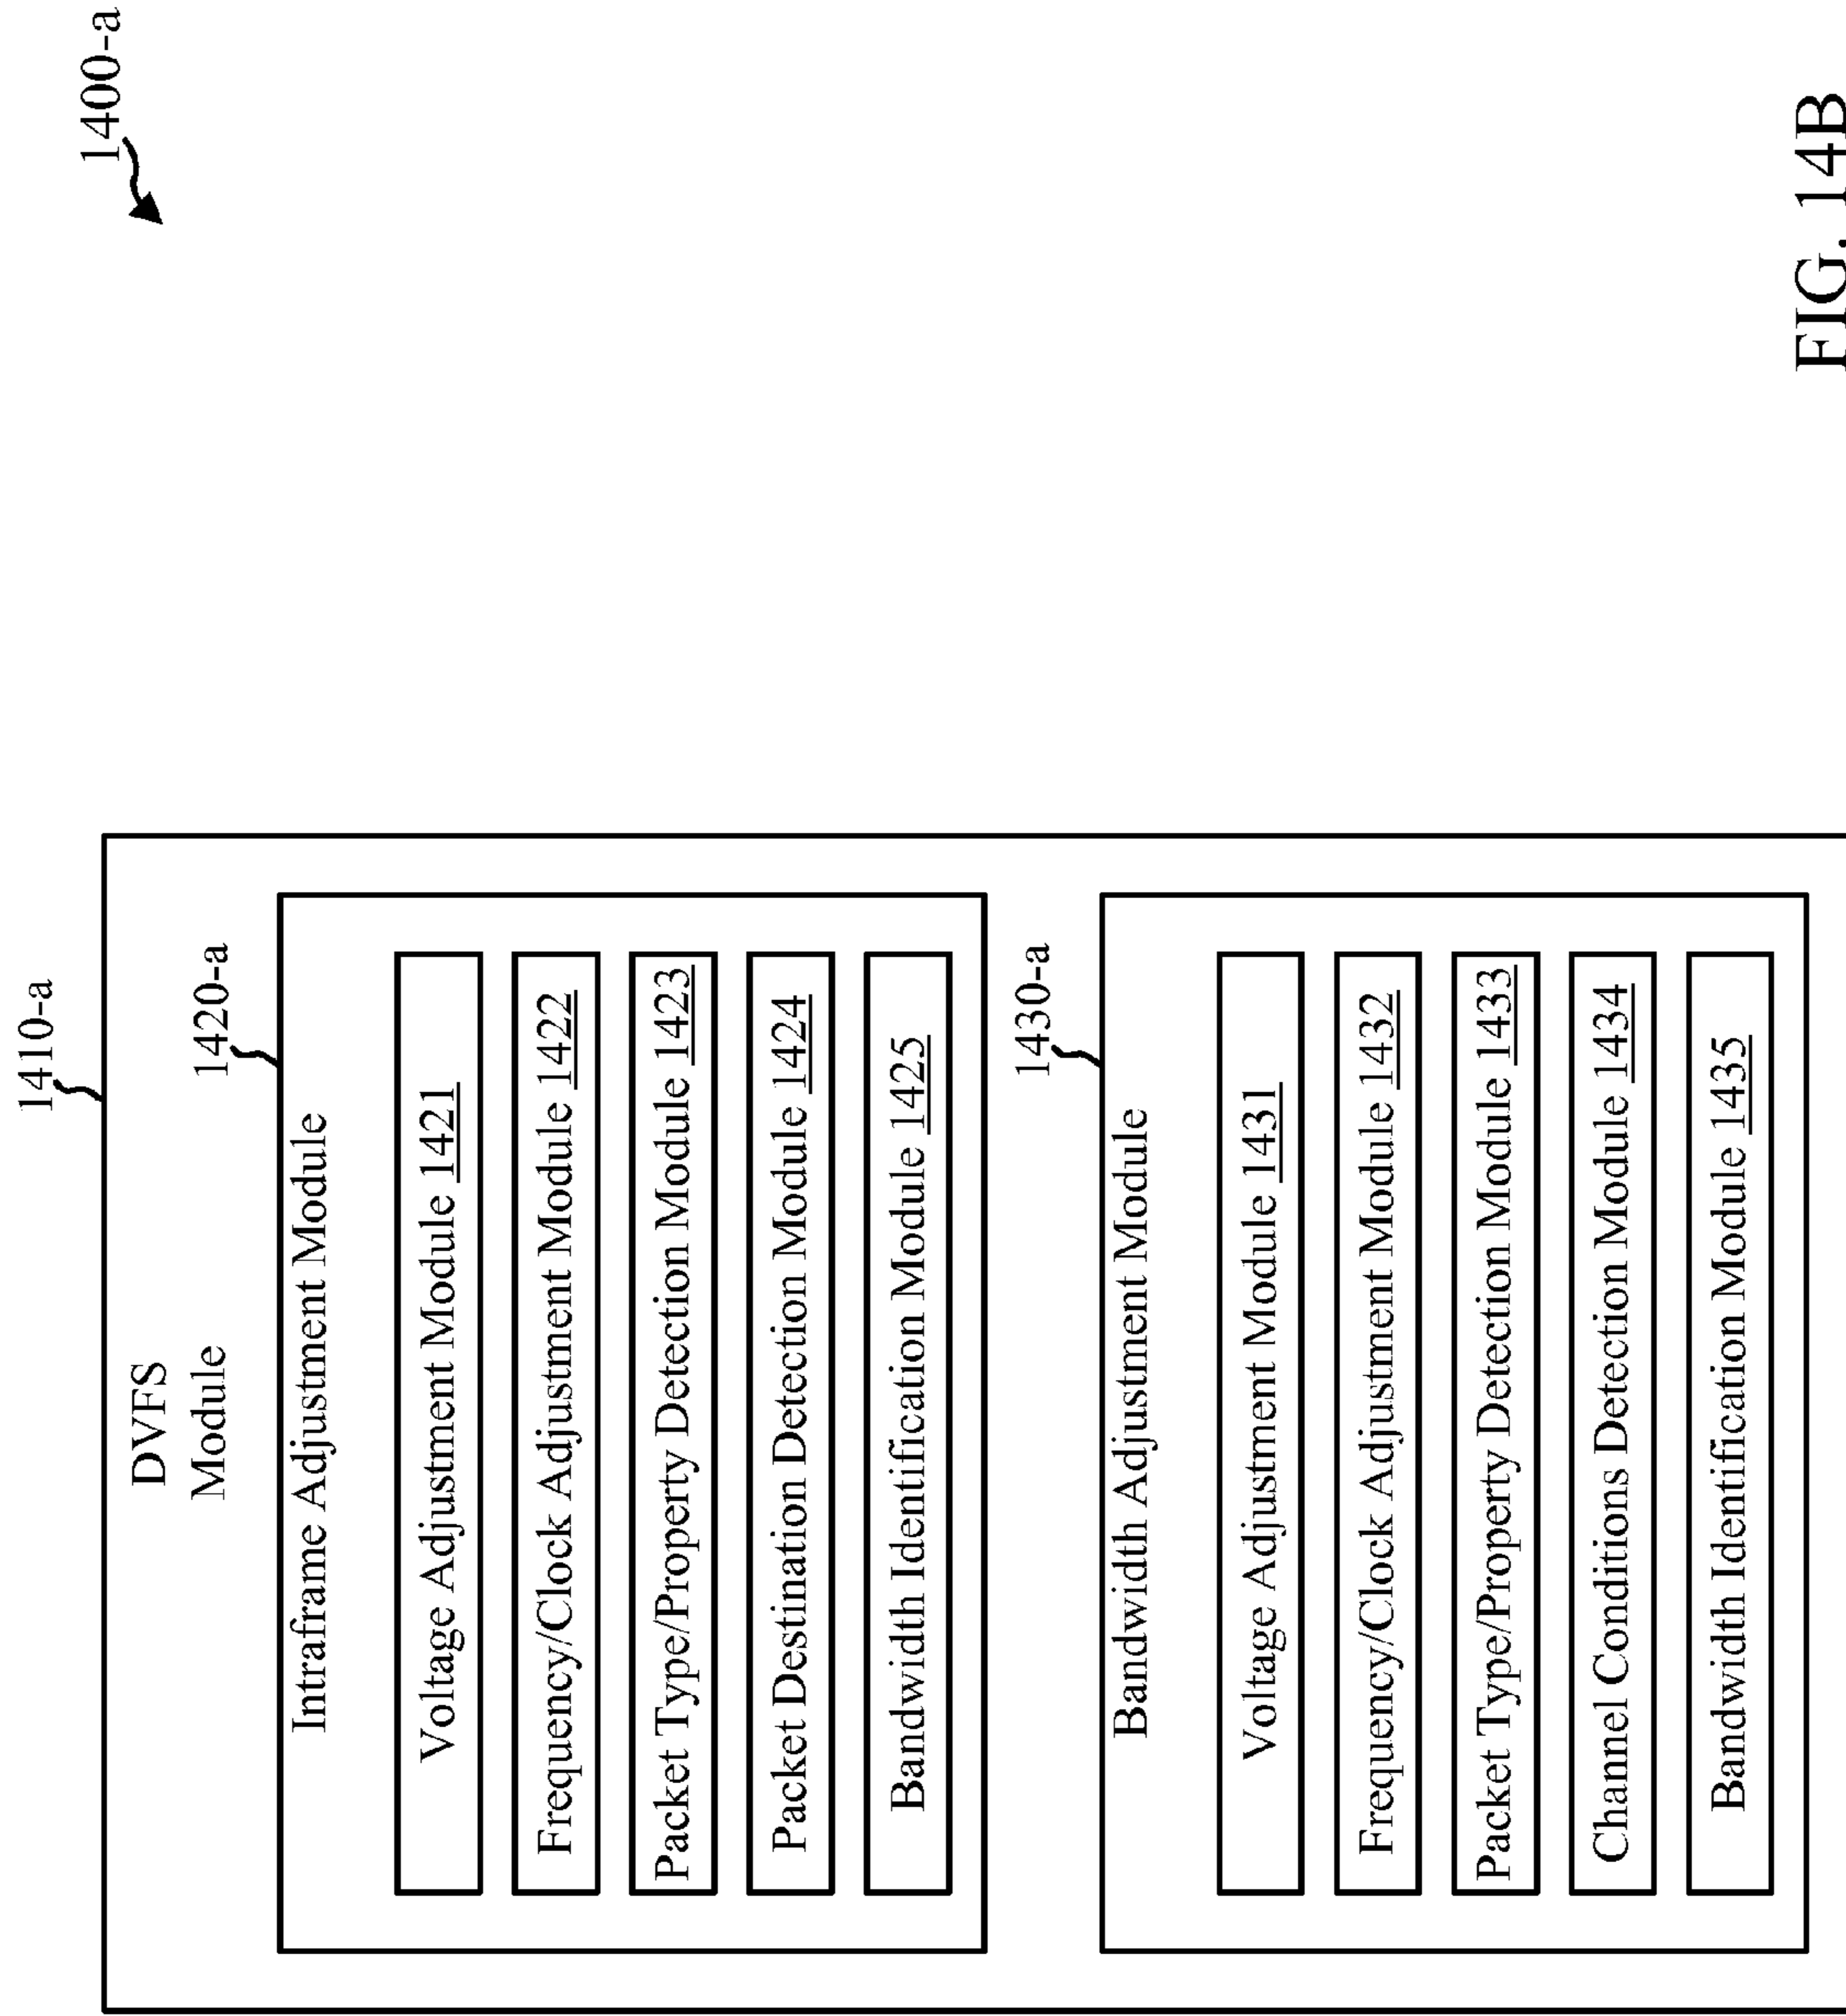 1400-a
1410-a
DVFS
Module
1420-a
Intraframe Adjustment Module
Voltage Adjustment Module 1421
Frequency/Clock Adjustment Module 1422
Packet Type/Property Detection Module 1423
Packet Destination Detection Module 1424
Bandwidth Identification Module 1425
1430-a
Bandwidth Adjustment Module
Voltage Adjustment Module 1431
Frequency/Clock Adjustment Module 1432
Packet Type/Property Detection Module 1433
Channel Conditions Detection Module 1434
Bandwidth Identification Module 1435
FIG. 14B